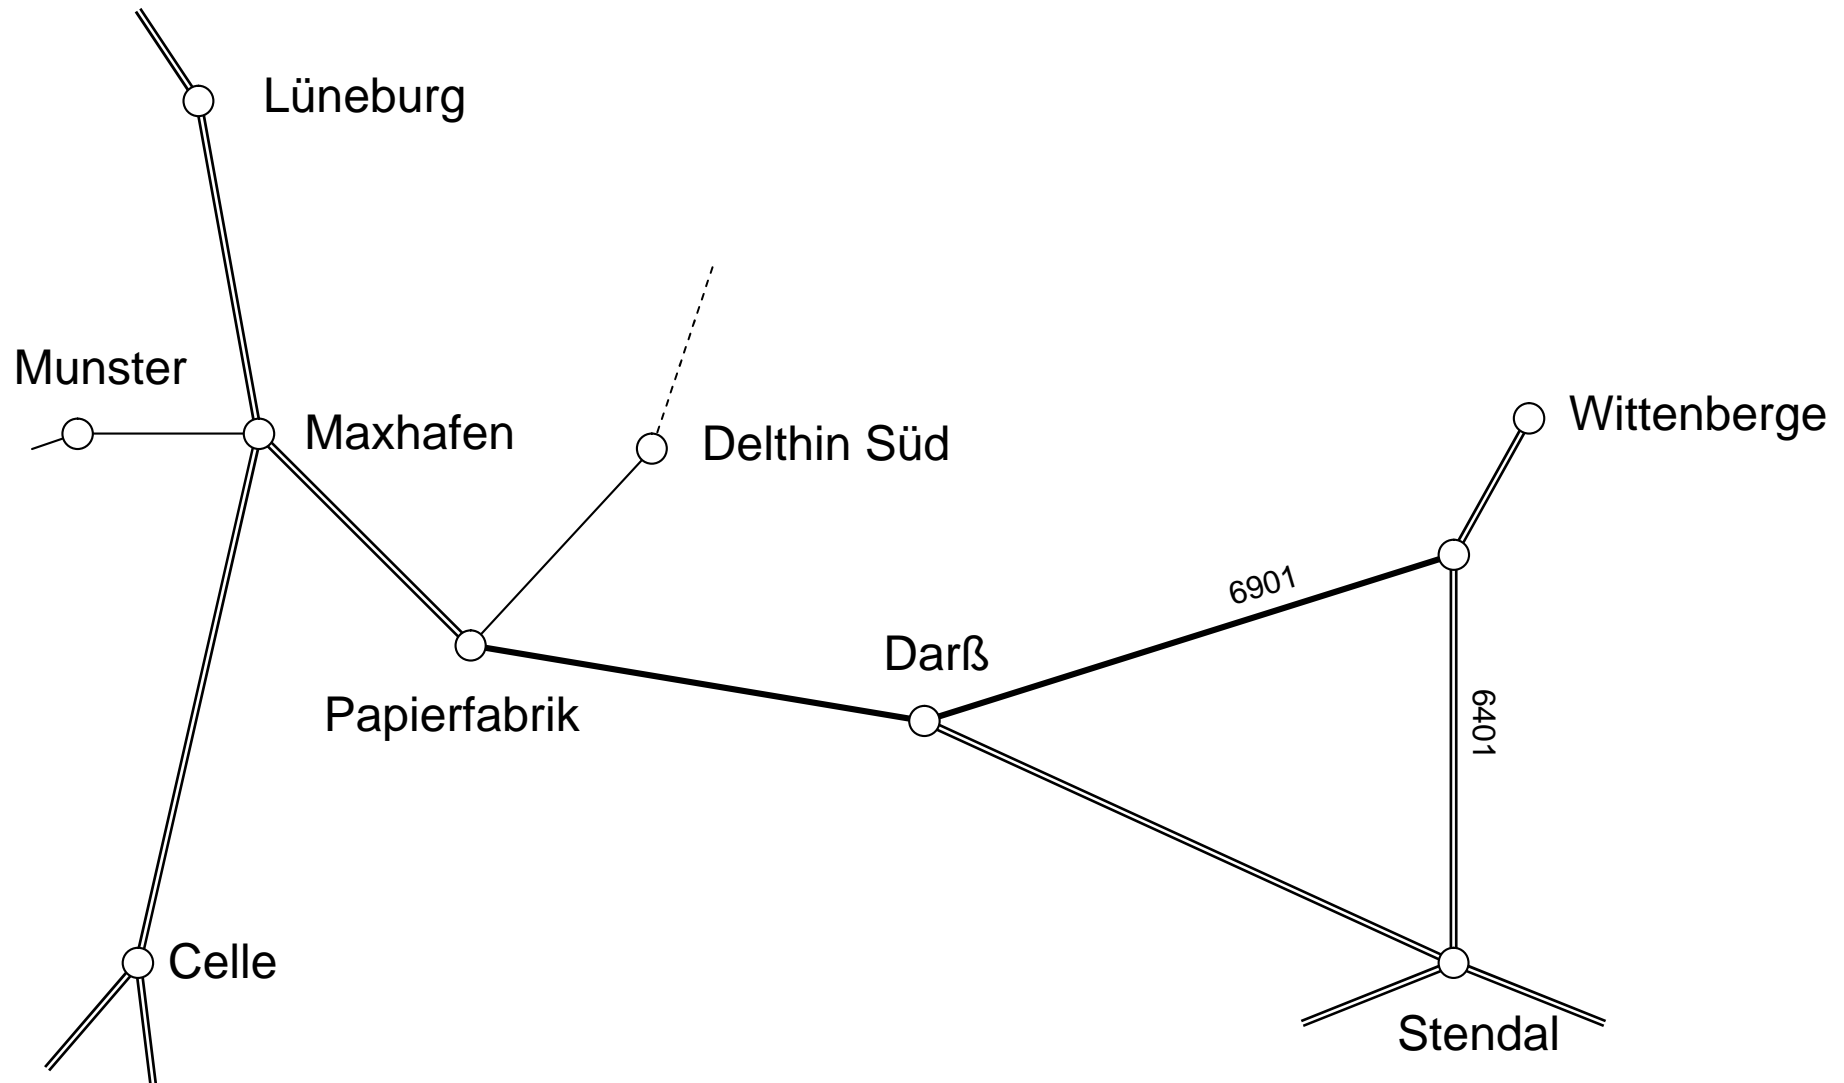 Lüneburg
Munster
Maxhafen
Delthin Süd
Wittenberge
6901
Darß
Papierfabrik
6401
Celle
Stendal